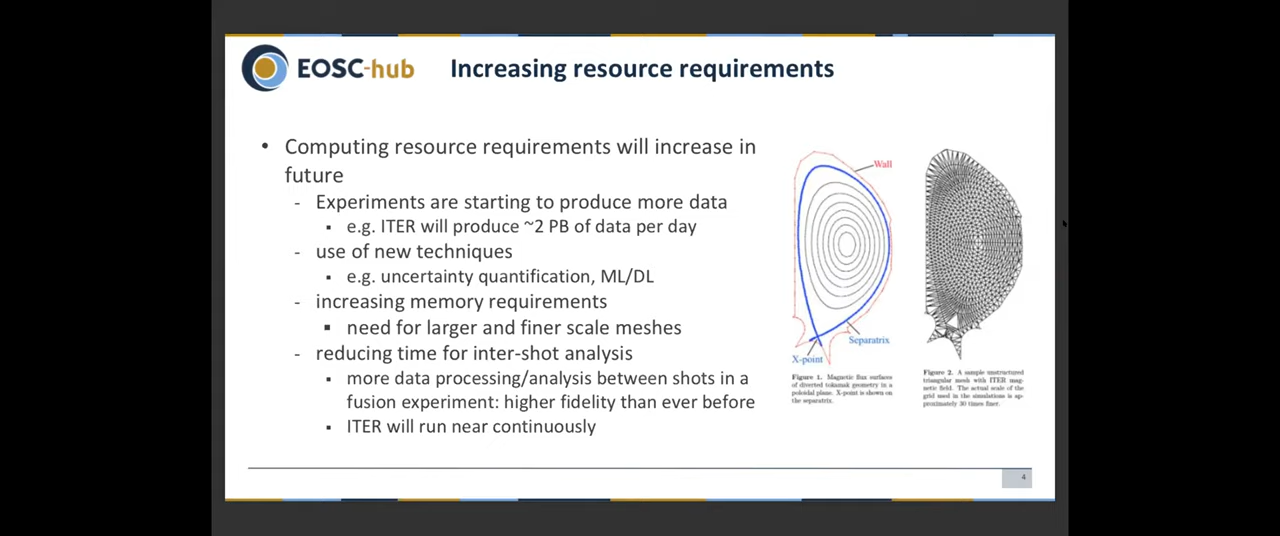 EOSC-hub
Increasing resource requirements
• Computing resource requirements will increase in
future
- Experiments are starting to produce more data
▪ e.g. ITER will produce ~2 PB of data per day
- use of new techniques
▪ e.g. uncertainty quantification, ML/DL
- increasing memory requirements
▪ need for larger and finer scale meshes
- reducing time for inter-shot analysis
▪ more data processing/analysis between shots in a
fusion experiment: higher fidelity than ever before
▪ ITER will run near continuously
Wall
Separatrix
X-point
Figure 1. Magnetic flux surfaces
of diverted tokamak geometry in a
poloidal plane. X-point is shown on
the separatrix.
Figure 2. A sample unstructured
triangular mesh with ITER mag-
netic field. The actual scale of the
grid used in the simulations is ap-
proximately 30 times finer.
4